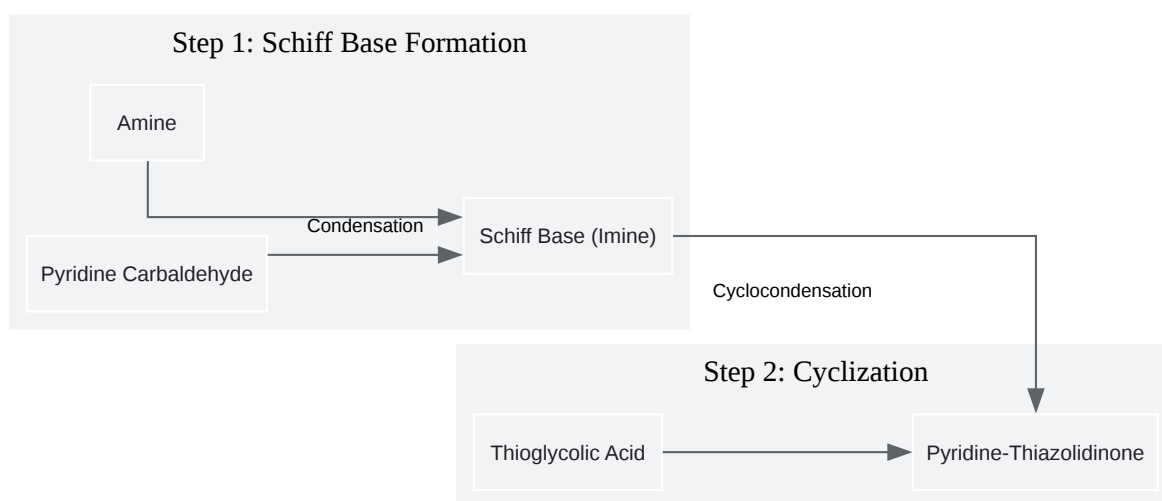 Step 1: Schiff Base Formation
Amine
Condensation
Schiff Base (Imine)
Pyridine Carbaldehyde
Cyclocondensation
Step 2: Cyclization
Thioglycolic Acid
Pyridine-Thiazolidinone